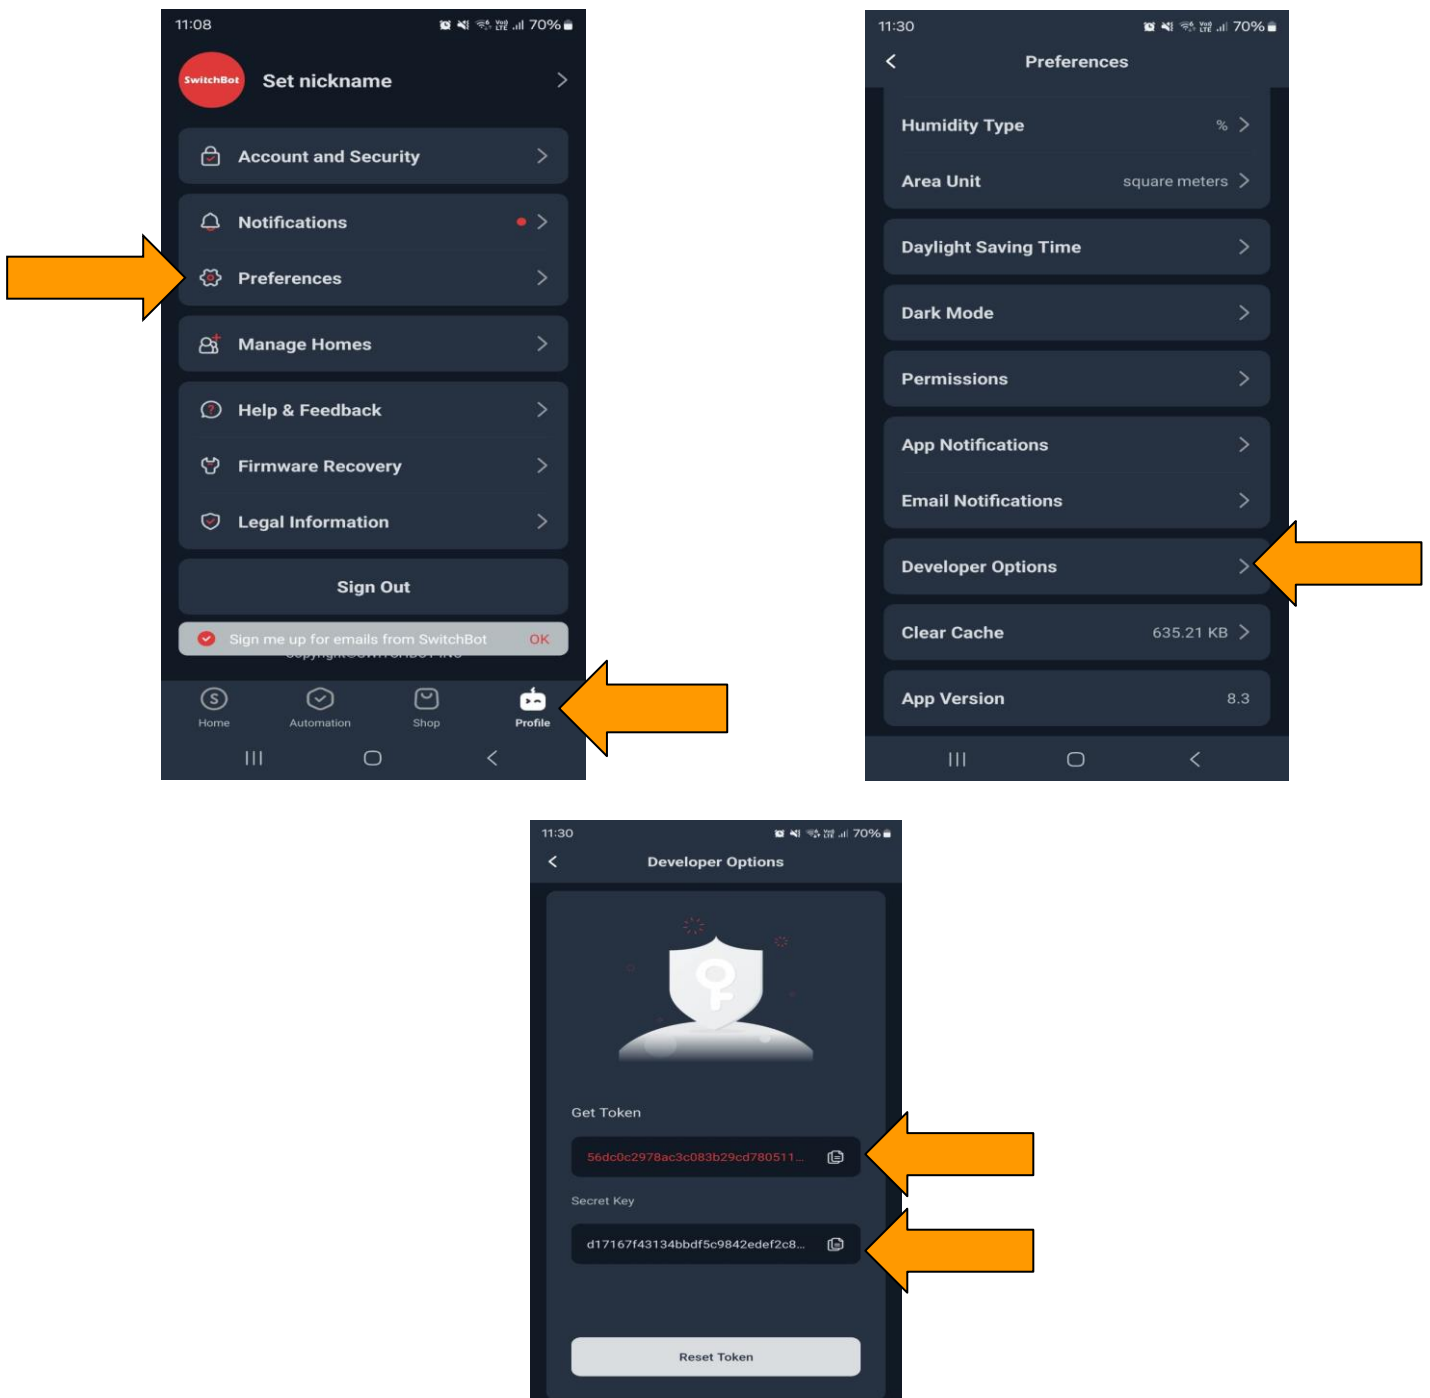 11:08
70%
SwitchBot
Set nickname
Account and Security
Notifications
Preferences
Manage Homes
Help & Feedback
Firmware Recovery
Legal Information
Sign Out
Sign me up for emails from SwitchBot OK
Home Automation Shop Profile
11:30
70%
Preferences
Humidity Type %
Area Unit square meters
Daylight Saving Time
Dark Mode
Permissions
App Notifications
Email Notifications
Developer Options
Clear Cache 635.21 KB
App Version 8.3
11:30
70%
Developer Options
Get Token
56dc0c2978ac3c083b29cd780511...
Secret Key
d17167f43134bbdf5c9842edef2c8...
Reset Token